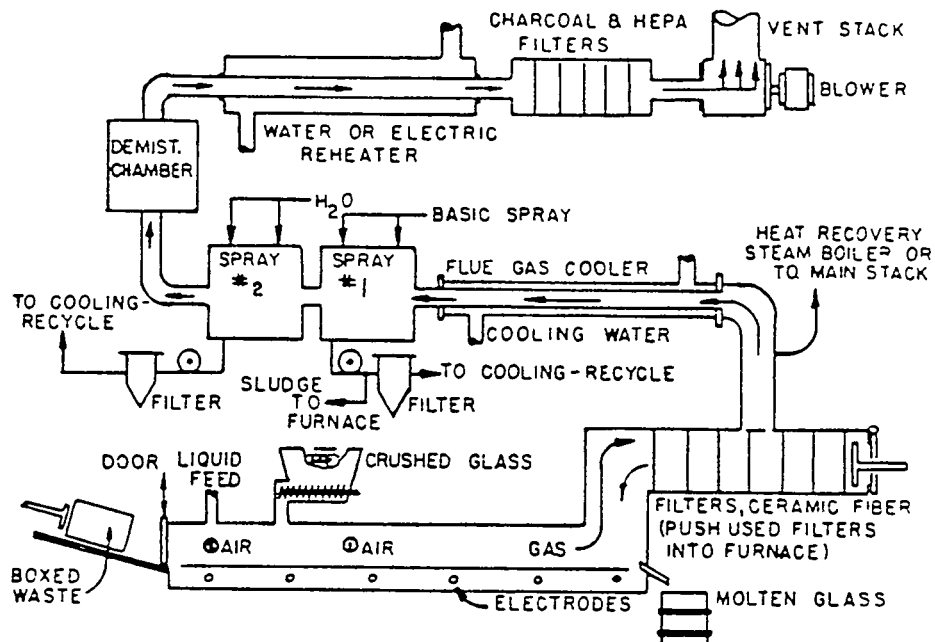 CHARCOAL & HEPA
FILTERS
VENT STACK
BLOWER
WATER OR ELECTRIC
REHEATER
DEMIST.
CHAMBER
H2O
BASIC SPRAY
SPRAY
#2
SPRAY
#1
FLUE GAS COOLER
HEAT RECOVERY
STEAM BOILER OR
TO MAIN STACK
TO COOLING-
RECYCLE
COOLING WATER
FILTER
SLUDGE
TO
FURNACE
FILTER
TO COOLING-RECYCLE
DOOR
LIQUID
FEED
CRUSHED GLASS
FILTERS, CERAMIC FIBER
(PUSH USED FILTERS
INTO FURNACE)
AIR
AIR
GAS
BOXED
WASTE
ELECTRODES
MOLTEN GLASS